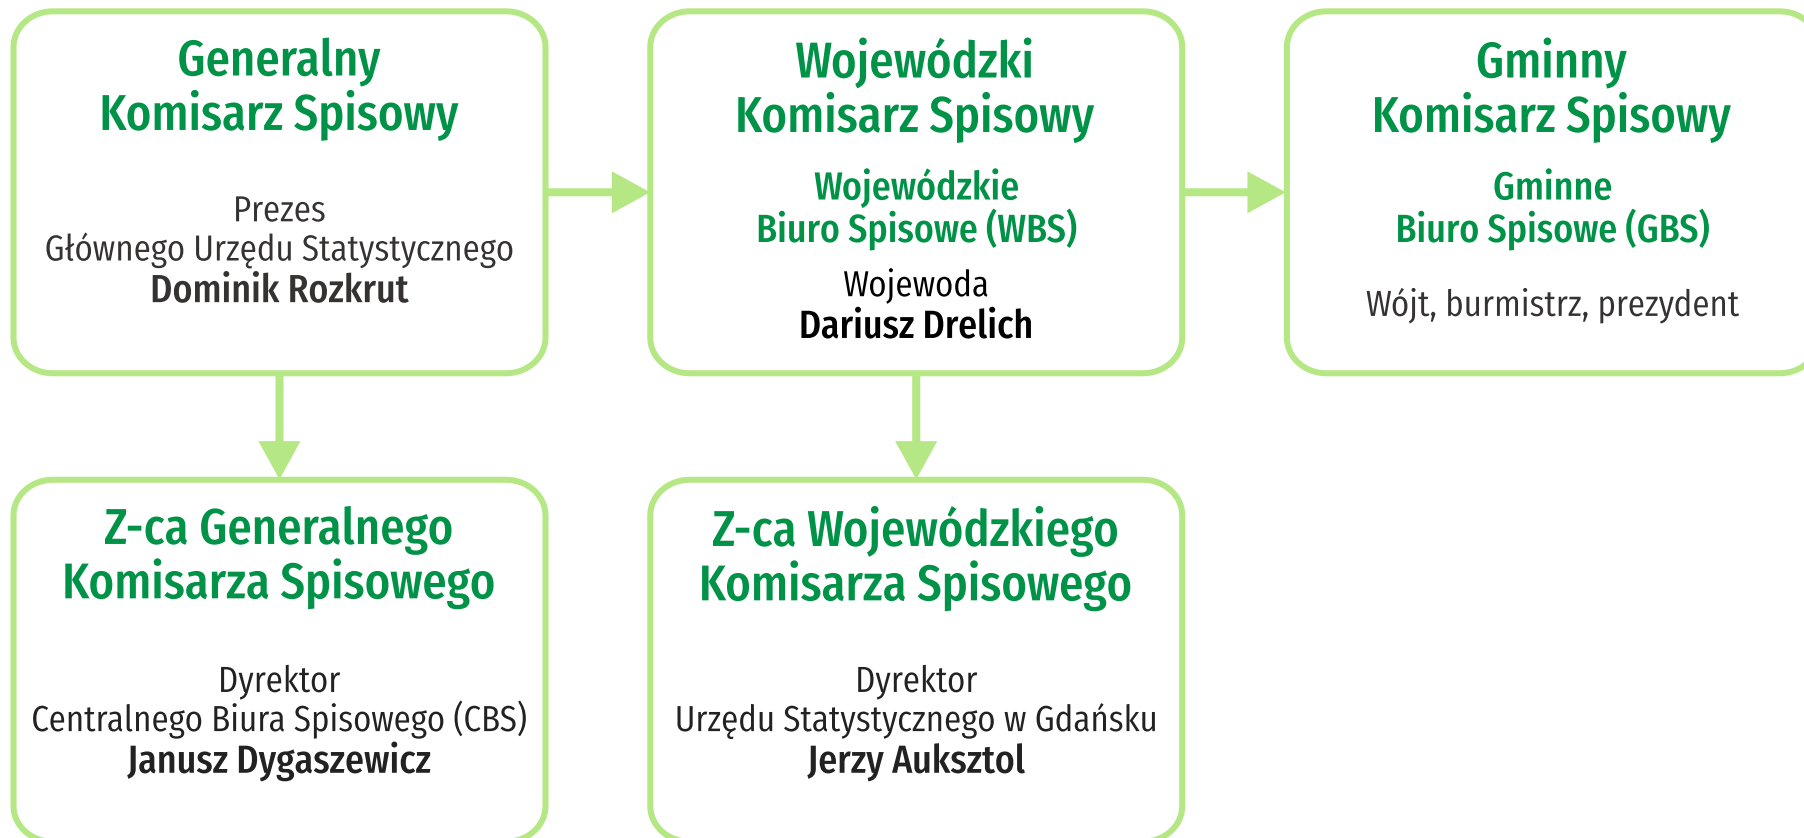 Generalny
Komisarz Spisowy
Prezes
Głównego Urzędu Statystycznego
Dominik Rozkrut
Wojewódzki
Komisarz Spisowy
Wojewódzkie
Biuro Spisowe (WBS)
Wojewoda
Dariusz Drelich
Gminny
Komisarz Spisowy
Gminne
Biuro Spisowe (GBS)
Wójt, burmistrz, prezydent
Z-ca Generalnego
Komisarza Spisowego
Dyrektor
Centralnego Biura Spisowego (CBS)
Janusz Dygaszewicz
Z-ca Wojewódzkiego
Komisarza Spisowego
Dyrektor
Urzędu Statystycznego w Gdańsku
Jerzy Auksztol